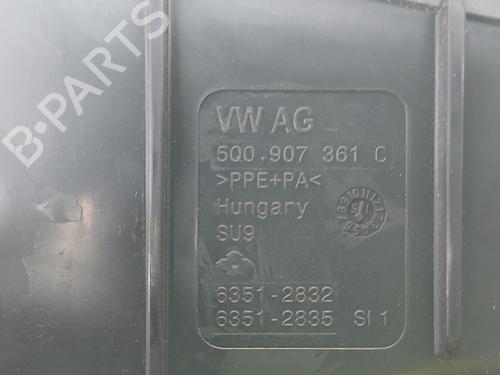 B-PARTS
VW AG
5Q0 907 361 C
>PPE+PA<
Hungary
SU9
6351-2832
6351-2835 SI 1